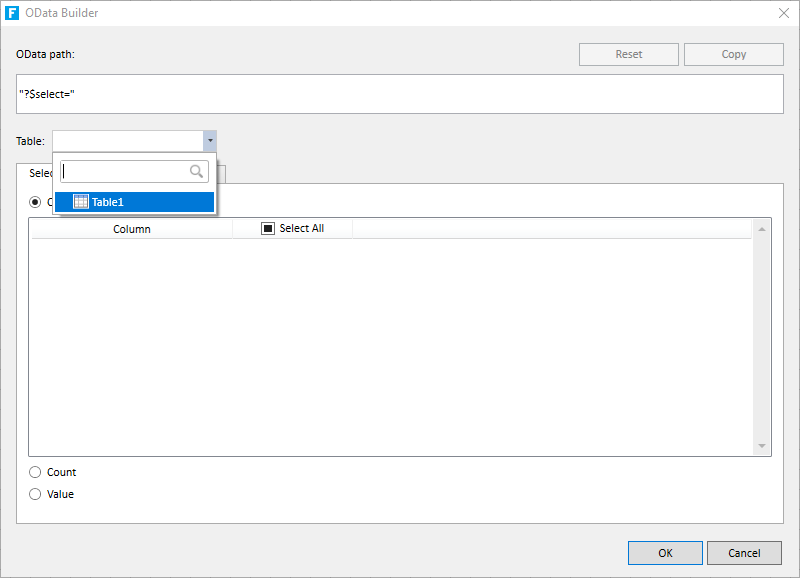 F OData Builder
OData path:
Reset
Copy
"?$select="
Table:
Selec
Table1
C
Column
Select All
Count
Value
OK
Cancel